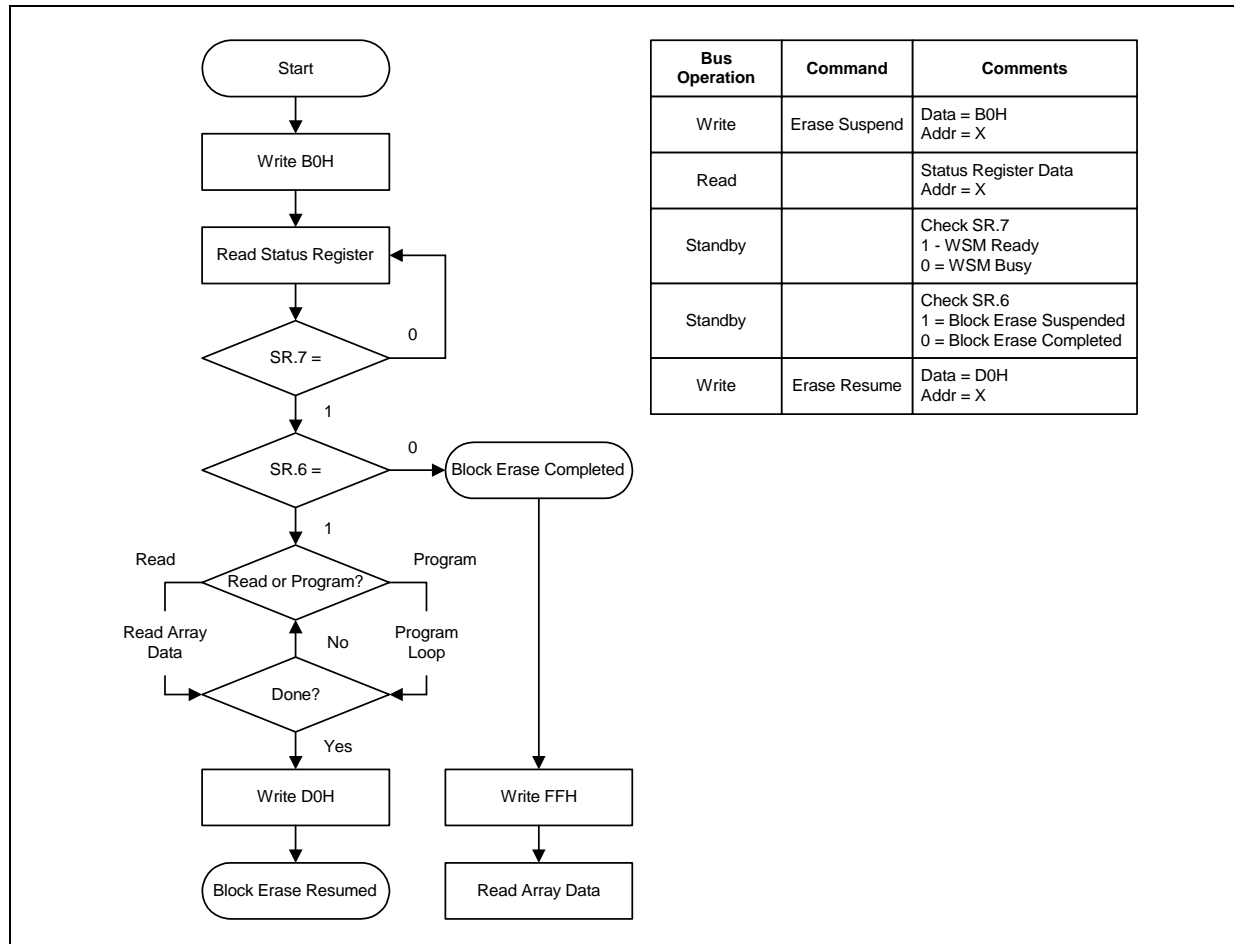 Start
Write B0H
Read Status Register
0
SR.7 =
1
0
SR.6 =
Block Erase Completed
1
Read
Program
Read or Program?
Read Array
Data
No
Program
Loop
Done?
Yes
Write D0H
Write FFH
Block Erase Resumed
Read Array Data
Bus
Operation
Command
Comments
Write
Erase Suspend
Data = B0H
Addr = X
Read
Status Register Data
Addr = X
Standby
Check SR.7
1 - WSM Ready
0 = WSM Busy
Standby
Check SR.6
1 = Block Erase Suspended
0 = Block Erase Completed
Write
Erase Resume
Data = D0H
Addr = X